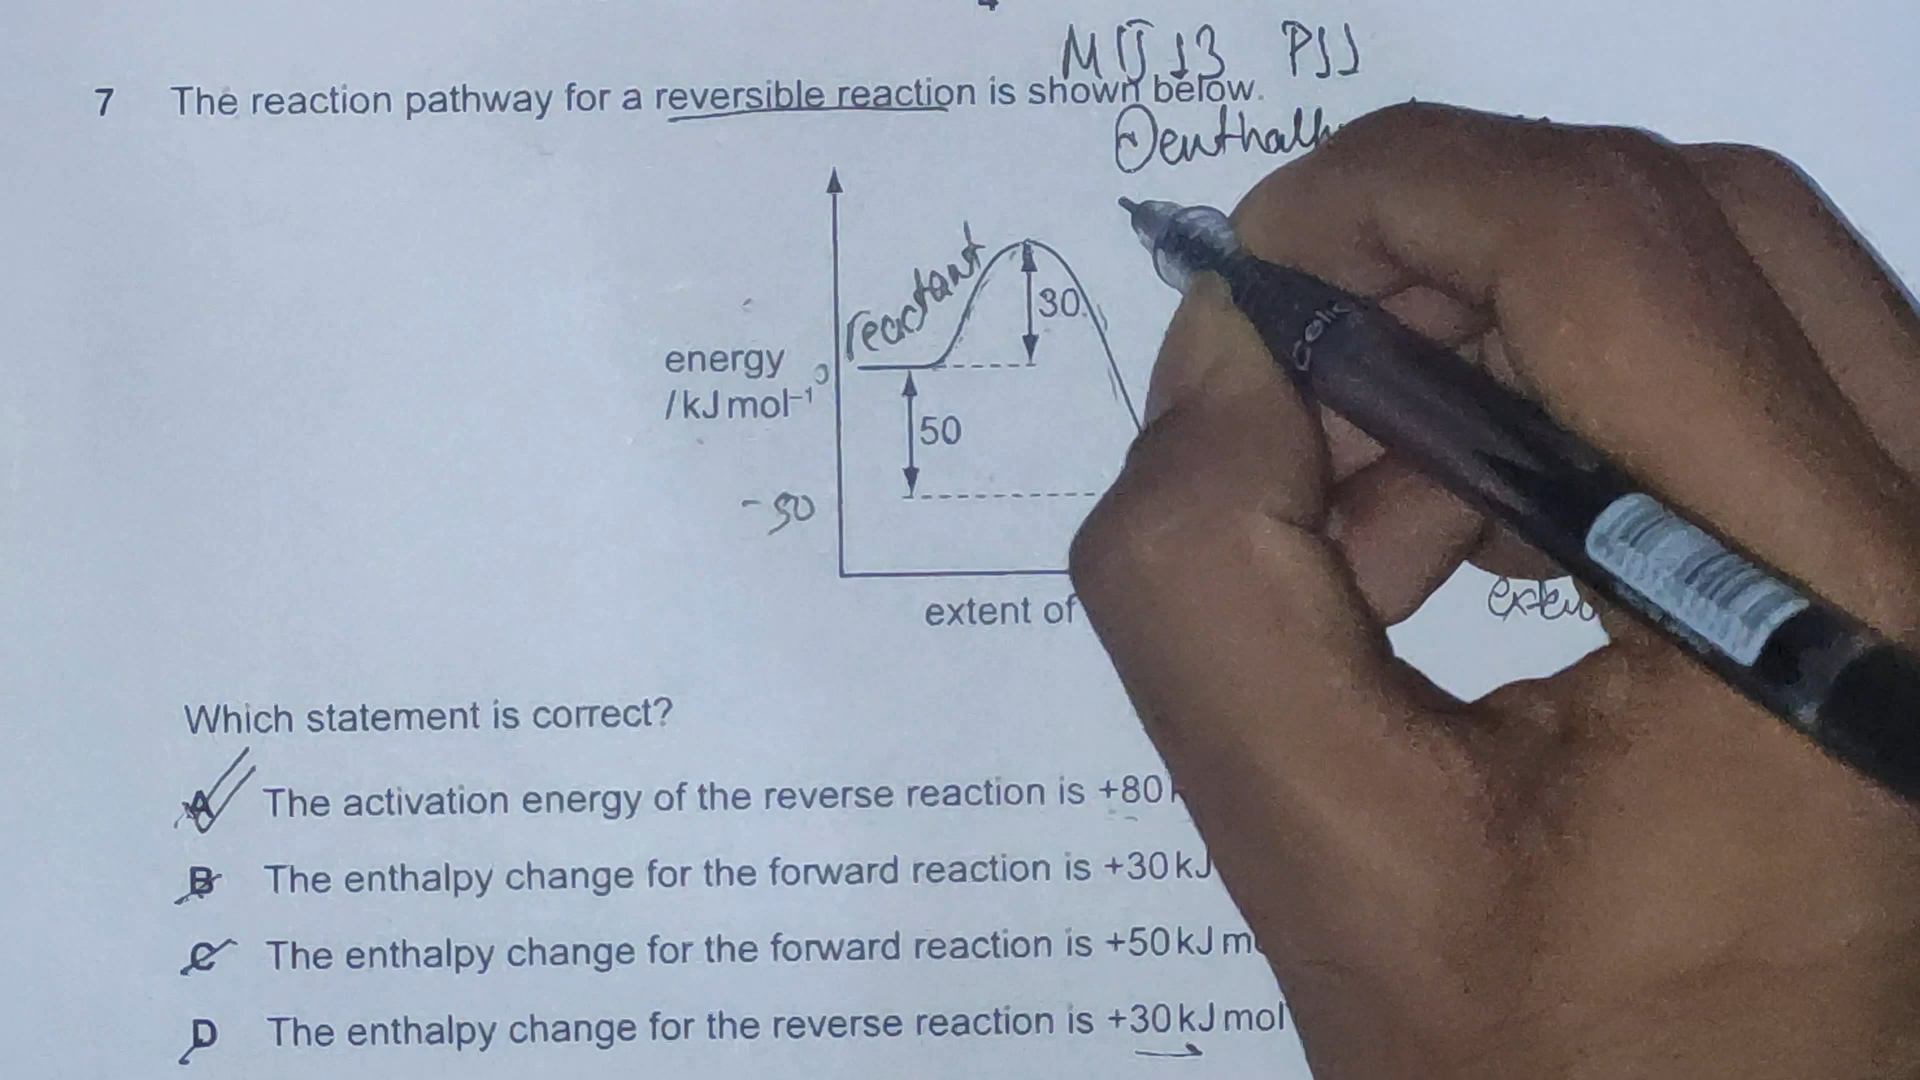 MJ 13 P11
7 The reaction pathway for a reversible reaction is shown below.
reactant
30
energy
/kJ mol⁻¹
0
50
-50
extent of
Which statement is correct?
A The activation energy of the reverse reaction is +80
B The enthalpy change for the forward reaction is +30 kJ
C The enthalpy change for the forward reaction is +50 kJ m
D The enthalpy change for the reverse reaction is +30 kJ mol